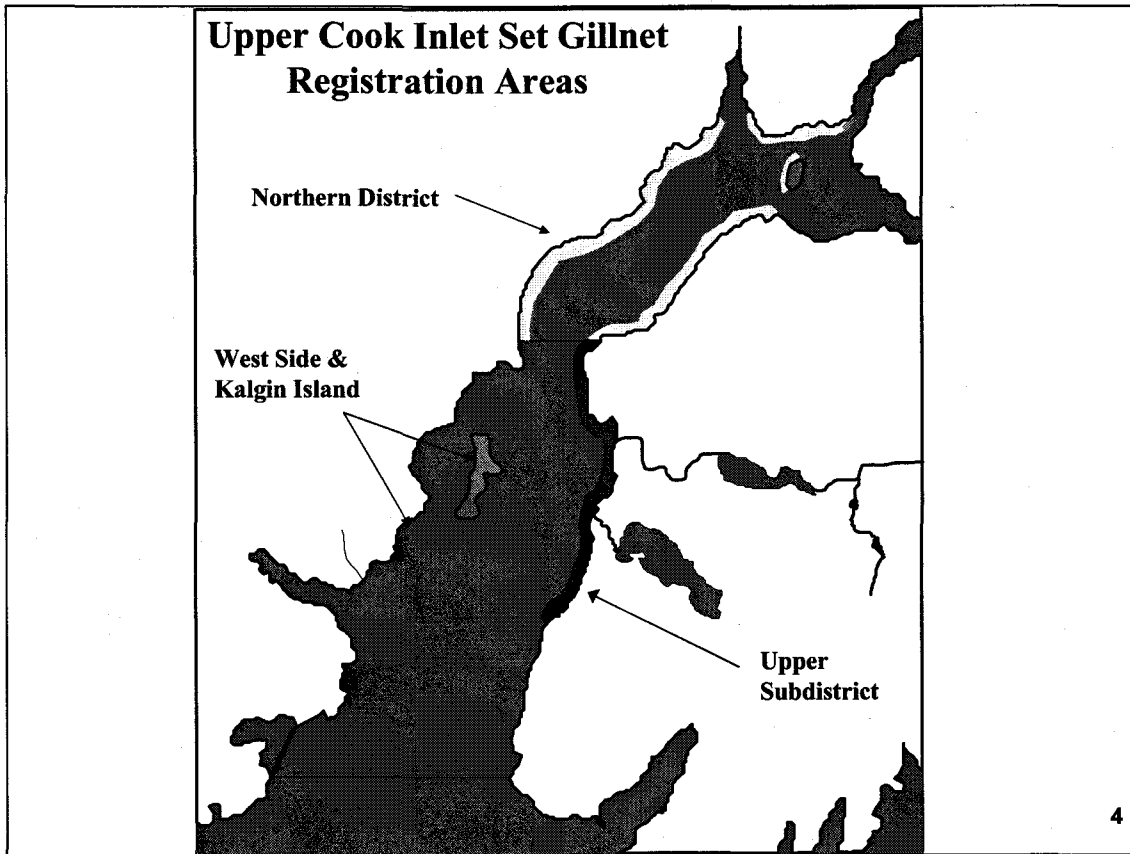 Upper Cook Inlet Set Gillnet
Registration Areas
Northern District
West Side &
Kalgin Island
Upper
Subdistrict
4